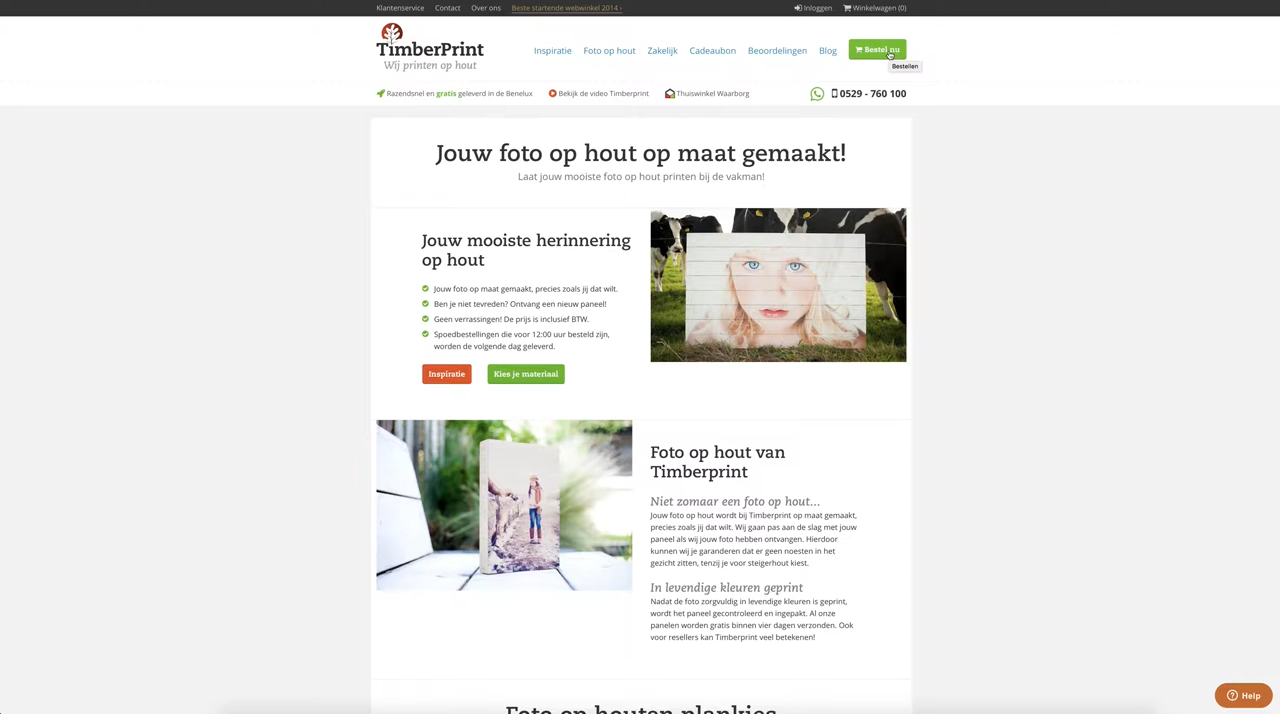 Klantenservice Contact Over ons Beste startende webwinkel 2014 › Inloggen Winkelwagen (0)
TimberPrint
Wij printen op hout
Inspiratie Foto op hout Zakelijk Cadeaubon Beoordelingen Blog Bestel nu
Bestellen
Razendsnel en gratis geleverd in de Benelux Bekijk de video Timberprint Thuiswinkel Waarborg 0529 - 760 100
Jouw foto op hout op maat gemaakt!
Laat jouw mooiste foto op hout printen bij de vakman!
Jouw mooiste herinnering
op hout
Jouw foto op maat gemaakt, precies zoals jij dat wilt.
Ben je niet tevreden? Ontvang een nieuw paneel!
Geen verrassingen! De prijs is inclusief BTW.
Spoedbestellingen die voor 12:00 uur besteld zijn,
worden de volgende dag geleverd.
Inspiratie Kies je materiaal
Foto op hout van
Timberprint
Niet zomaar een foto op hout...
Jouw foto op hout wordt bij Timberprint op maat gemaakt,
precies zoals jij dat wilt. Wij gaan pas aan de slag met jouw
paneel als wij jouw foto hebben ontvangen. Hierdoor
kunnen wij je garanderen dat er geen noesten in het
gezicht zitten, tenzij je voor steigerhout kiest.
In levendige kleuren geprint
Nadat de foto zorgvuldig in levendige kleuren is geprint,
wordt het paneel gecontroleerd en ingepakt. Al onze
panelen worden gratis binnen vier dagen verzonden. Ook
voor resellers kan Timberprint veel betekenen!
Foto op houten plankjes
Help